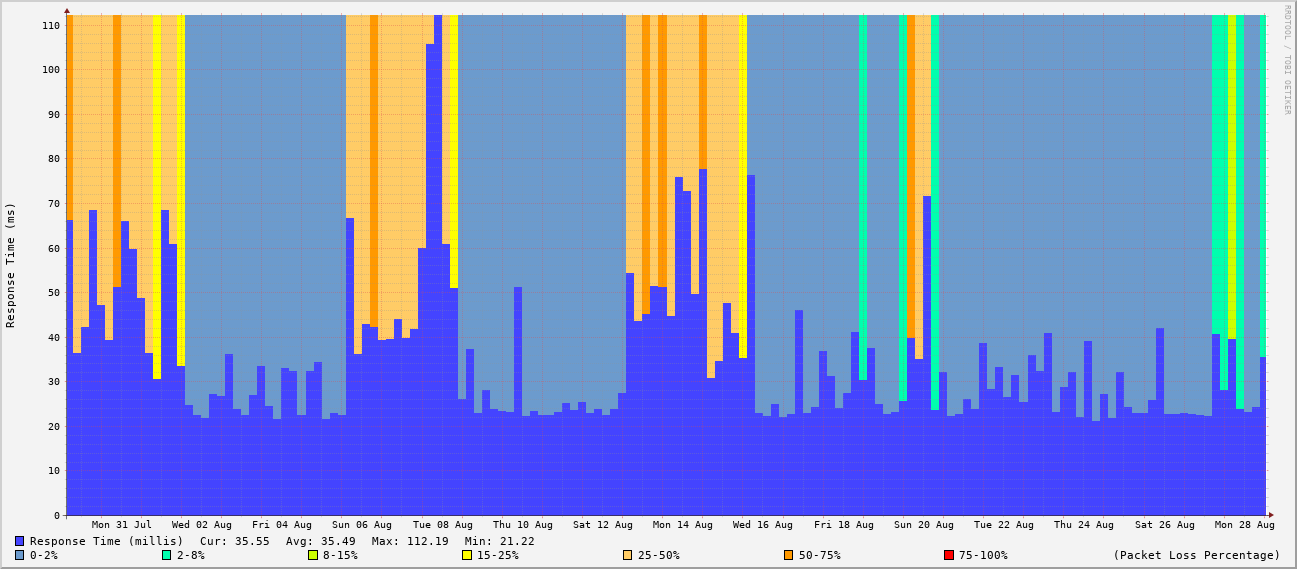 RRDTOOL / TOBI OETIKER
Response Time (ms)
110
100
90
80
70
60
50
40
30
20
10
0
Mon 31 Jul Wed 02 Aug Fri 04 Aug Sun 06 Aug Tue 08 Aug Thu 10 Aug Sat 12 Aug Mon 14 Aug Wed 16 Aug Fri 18 Aug Sun 20 Aug Tue 22 Aug Thu 24 Aug Sat 26 Aug Mon 28 Aug
Response Time (millis) Cur: 35.55 Avg: 35.49 Max: 112.19 Min: 21.22
0-2% 2-8% 8-15% 15-25% 25-50% 50-75% 75-100% (Packet Loss Percentage)